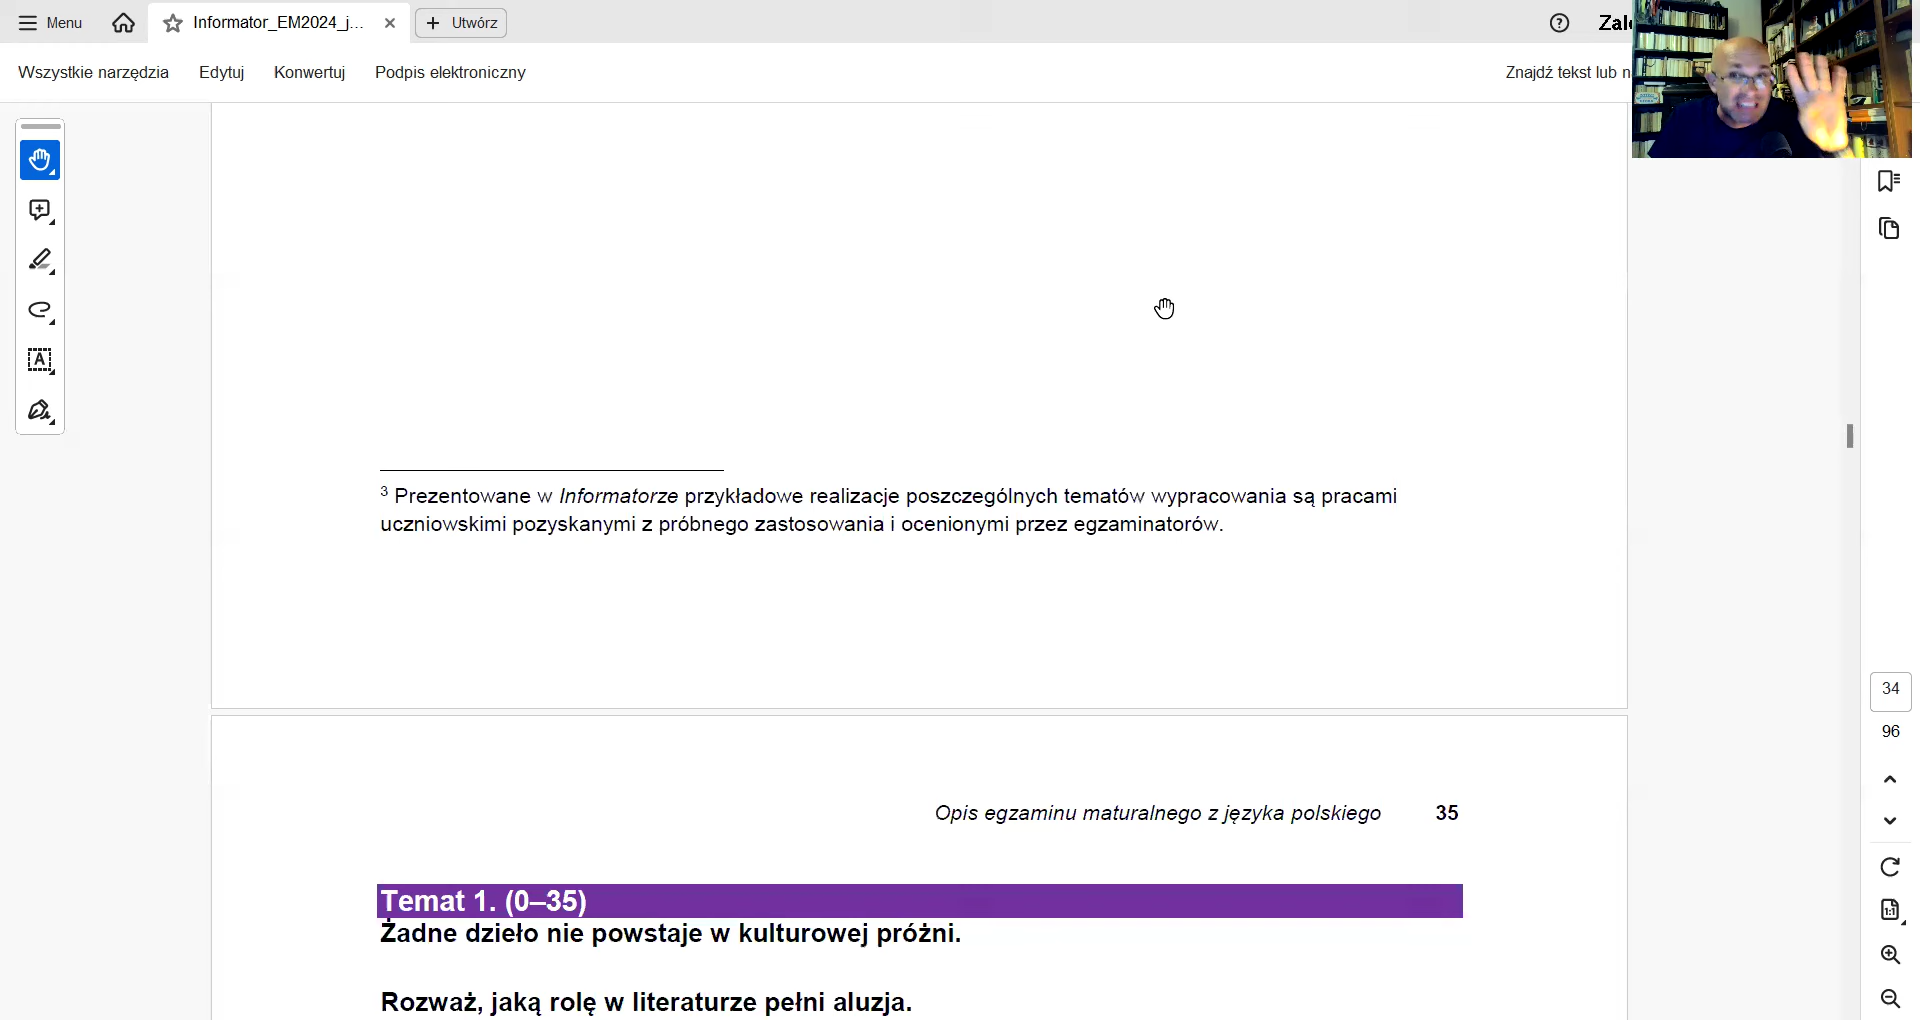 Menu
Informator_EM2024_j...
Utwórz
Wszystkie narzędzia
Edytuj
Konwertuj
Podpis elektroniczny
Znajdź tekst lub n
3 Prezentowane w Informatorze przykładowe realizacje poszczególnych tematów wypracowania są pracami
uczniowskimi pozyskanymi z próbnego zastosowania i ocenionymi przez egzaminatorów.
34
96
Opis egzaminu maturalnego z języka polskiego 35
Temat 1. (0–35)
Żadne dzieło nie powstaje w kulturowej próżni.
Rozważ, jaką rolę w literaturze pełni aluzja.